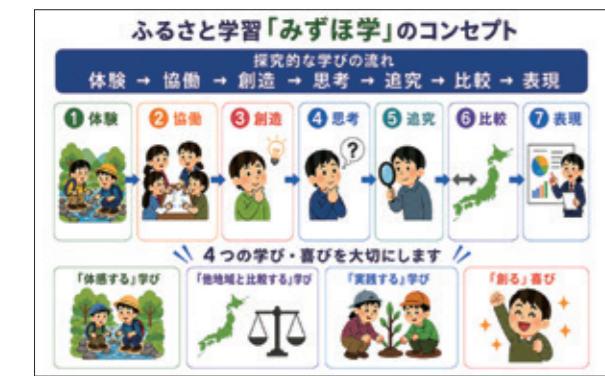 ふるさと学習「みずほ学」のコンセプト
探究的な学びの流れ
体験 → 協働 → 創造 → 思考 → 追究 → 比較 → 表現
1 体験
2 協働
3 創造
4 思考
5 追究
6 比較
7 表現
?
4つの学び・喜びを大切にします
「体感する」学び
「他地域と比較する」学び
「実践する」学び
「創る」喜び